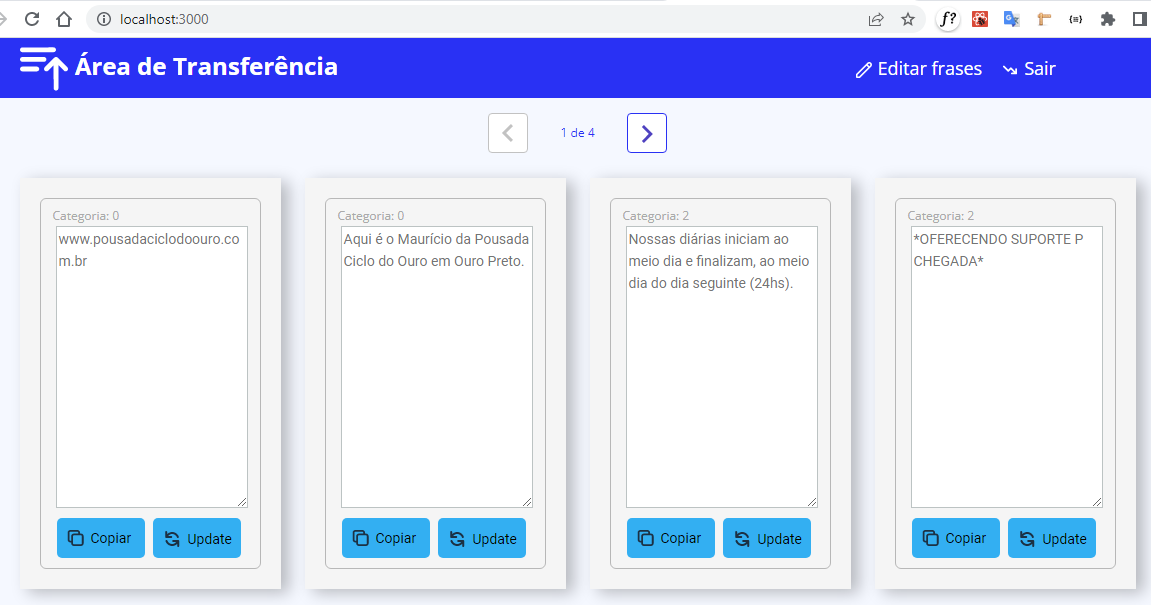 localhost:3000
f?
Área de Transferência
Editar frases
Sair
1 de 4
Categoria: 0
www.pousadaciclodoouro.co
m.br
Copiar
Update
Categoria: 0
Aqui é o Maurício da Pousada
Ciclo do Ouro em Ouro Preto.
Copiar
Update
Categoria: 2
Nossas diárias iniciam ao
meio dia e finalizam, ao meio
dia do dia seguinte (24hs).
Copiar
Update
Categoria: 2
*OFERECENDO SUPORTE P
CHEGADA*
Copiar
Update